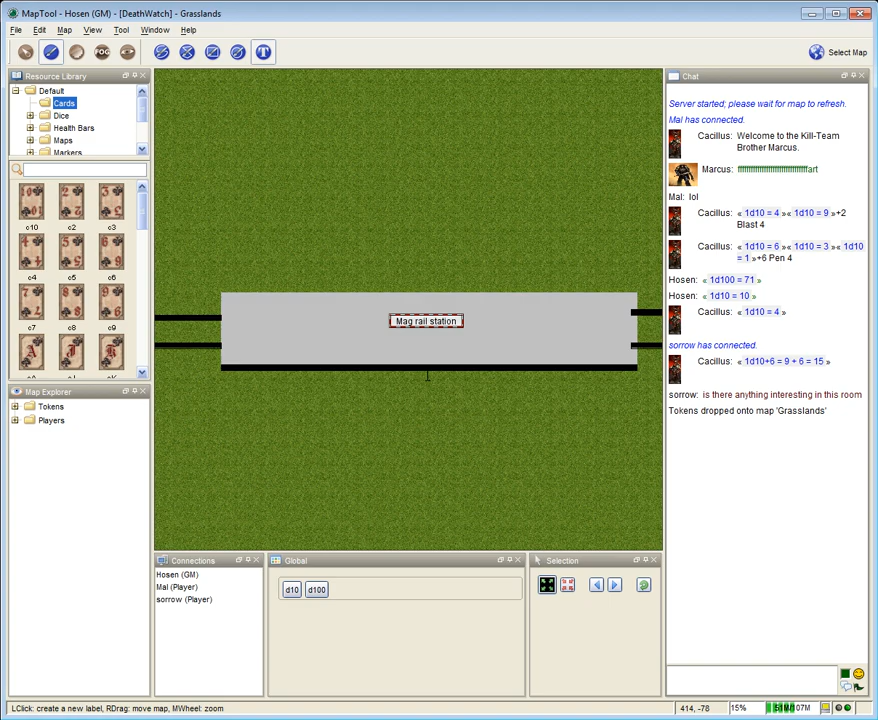 MapTool - Hosen (GM) - [DeathWatch] - Grasslands
File Edit Map View Tool Window Help
FOG
T
Select Map
Resource Library
Default
Cards
Dice
Health Bars
Maps
Markers
c10 c2 c3
c4 c5 c6
c7 c8 c9
Map Explorer
Tokens
Players
Mag rail station
Chat
Server started; please wait for map to refresh.
Mal has connected.
Cacillus: Welcome to the Kill-Team
Brother Marcus.
Mal: lol
Cacillus: « 1d10 = 4 »« 1d10 = 9 »+2
Blast 4
Cacillus: « 1d10 = 6 »« 1d10 = 3 »« 1d10
= 1 »+6 Pen 4
Hosen: « 1d100 = 71 »
Hosen: « 1d10 = 10 »
Cacillus: « 1d10 = 4 »
sorrow has connected.
Cacillus: « 1d10+6 = 9 + 6 = 15 »
sorrow: is there anything interesting in this room
Tokens dropped onto map 'Grasslands'
Connections
Hosen (GM)
Mal (Player)
sorrow (Player)
Global
d10 d100
Selection
LClick: create a new label, RDrag: move map, MWheel: zoom
414, -78
15%